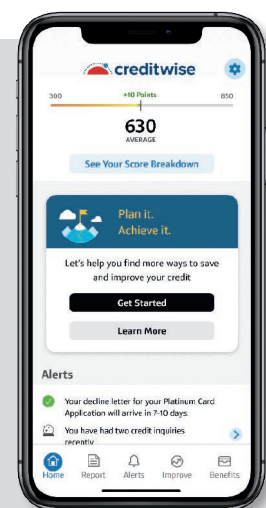 creditwise
300 +10 Points 850
630
AVERAGE
See Your Score Breakdown
Plan it.
Achieve it.
Let's help you find more ways to save
and improve your credit
Get Started
Learn More
Alerts
Your decline letter for your Platinum Card
Application will arrive in 7-10 days.
You have had two credit inquiries
recently
Home Report Alerts Improve Benefits